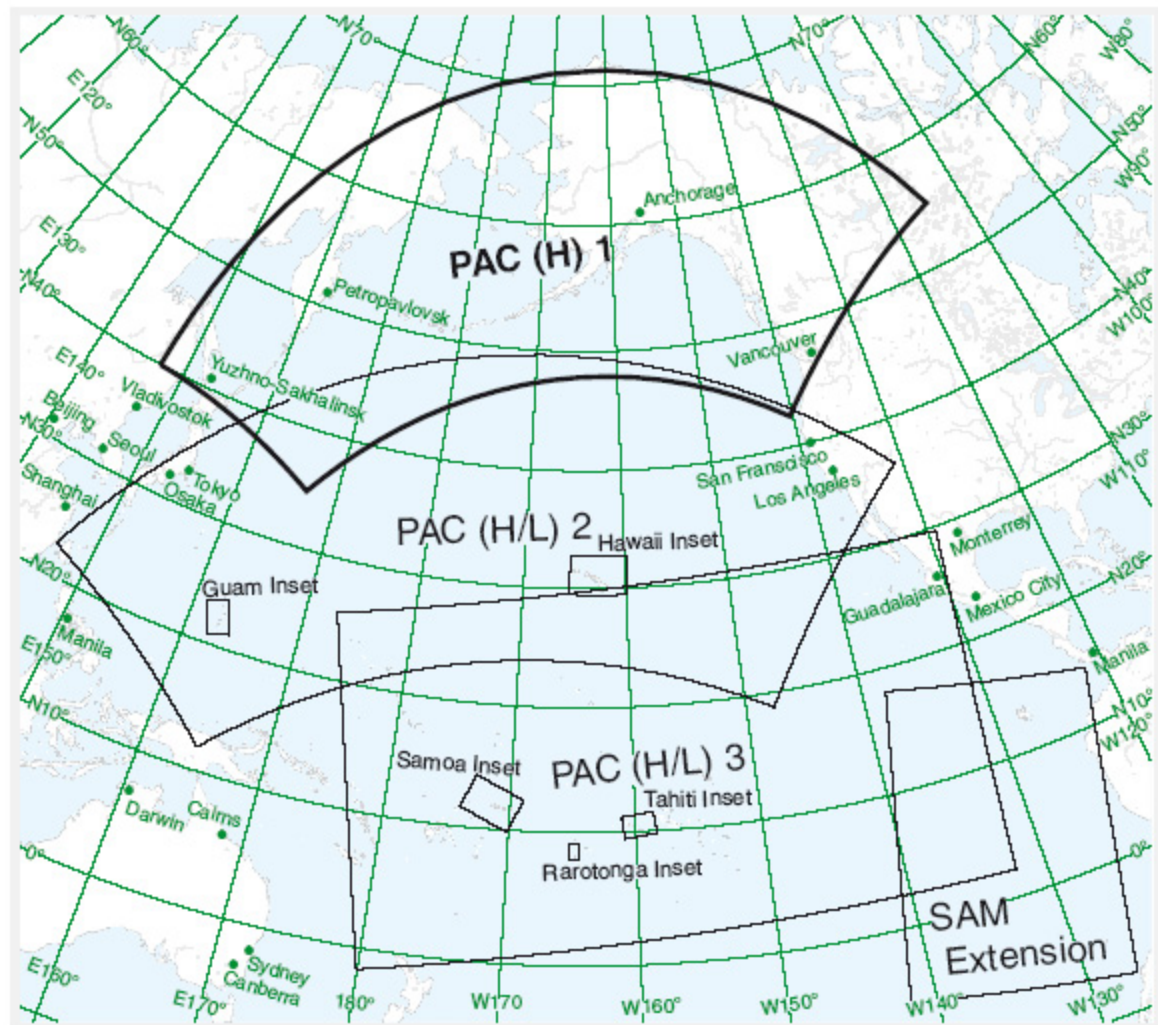 N60°
N70°
N70°
N60°
W80°
E120°
N50°
N50°
W90°
Anchorage
E130°
PAC (H) 1
N40°
Petropavlovsk
N40°
W100°
Vancouver
E140°
Yuzhno-Sakhalinsk
Vladivostok
Beijing
N30°
Seoul
N30°
W110°
San Franscisco
Tokyo
Osaka
Los Angeles
Shanghai
PAC (H/L) 2
Hawaii Inset
Monterrey
N20°
Guam Inset
N20°
Guadalajara
Mexico City
Manila
E150°
Manila
N10°
N10°
W120°
Samoa Inset
PAC (H/L) 3
Tahiti Inset
Darwin
Cairns
0°
0°
Rarotonga Inset
SAM
Extension
E160°
Sydney
Canberra
E170°
180°
W170°
W160°
W150°
W140°
W130°